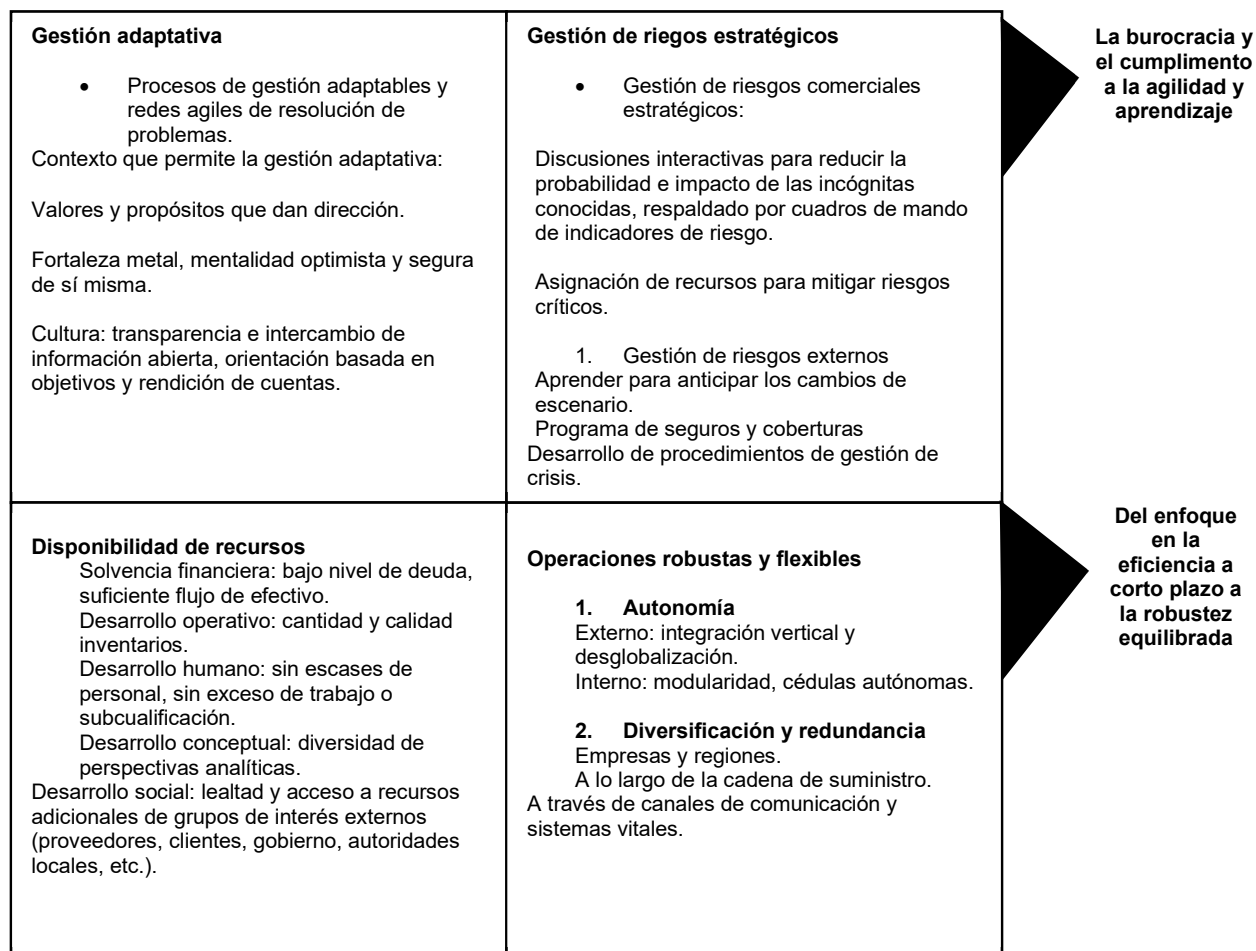 Gestión adaptativa
• Procesos de gestión adaptables y
redes agiles de resolución de
problemas.
Contexto que permite la gestión adaptativa:
Valores y propósitos que dan dirección.
Fortaleza metal, mentalidad optimista y segura
de sí misma.
Cultura: transparencia e intercambio de
información abierta, orientación basada en
objetivos y rendición de cuentas.
Gestión de riegos estratégicos
• Gestión de riesgos comerciales
estratégicos:
Discusiones interactivas para reducir la
probabilidad e impacto de las incógnitas
conocidas, respaldado por cuadros de mando
de indicadores de riesgo.
Asignación de recursos para mitigar riesgos
críticos.
1. Gestión de riesgos externos
Aprender para anticipar los cambios de
escenario.
Programa de seguros y coberturas
Desarrollo de procedimientos de gestión de
crisis.
La burocracia y
el cumplimento
a la agilidad y
aprendizaje
Disponibilidad de recursos
Solvencia financiera: bajo nivel de deuda,
suficiente flujo de efectivo.
Desarrollo operativo: cantidad y calidad
inventarios.
Desarrollo humano: sin escases de
personal, sin exceso de trabajo o
subcualificación.
Desarrollo conceptual: diversidad de
perspectivas analíticas.
Desarrollo social: lealtad y acceso a recursos
adicionales de grupos de interés externos
(proveedores, clientes, gobierno, autoridades
locales, etc.).
Operaciones robustas y flexibles
1. Autonomía
Externo: integración vertical y
desglobalización.
Interno: modularidad, cédulas autónomas.
2. Diversificación y redundancia
Empresas y regiones.
A lo largo de la cadena de suministro.
A través de canales de comunicación y
sistemas vitales.
Del enfoque
en la
eficiencia a
corto plazo a
la robustez
equilibrada